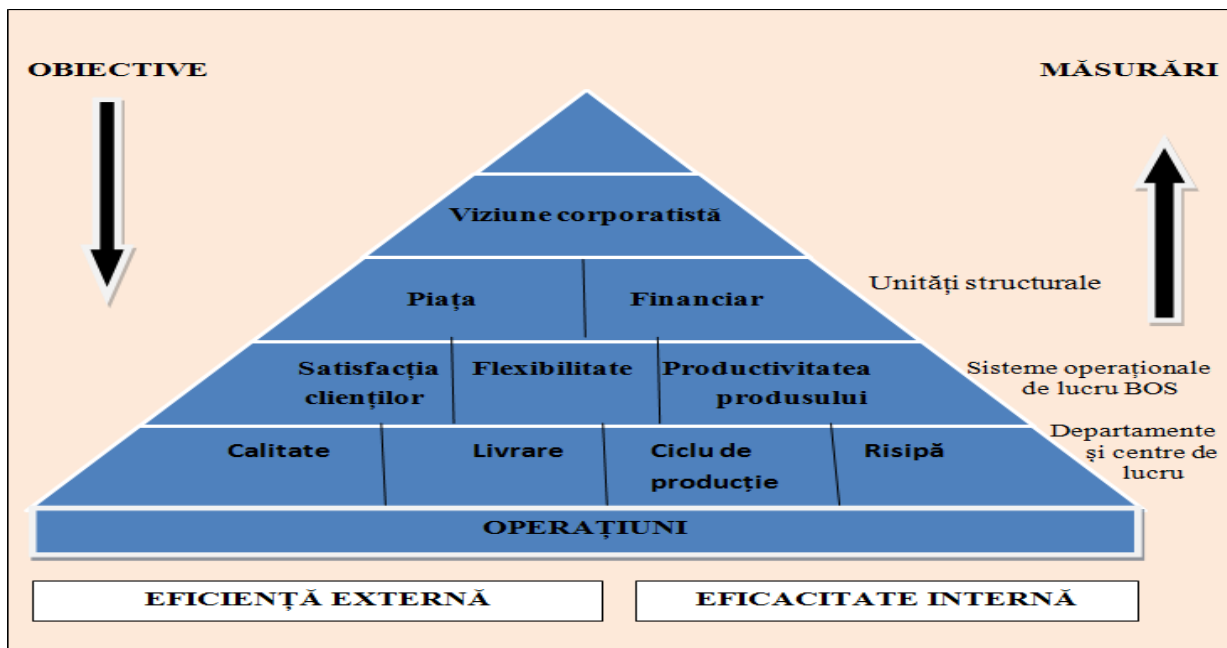 OBIECTIVE
MĂSURĂRI
Viziune corporatistă
Piața
Financiar
Unități structurale
Satisfacția
clienților
Flexibilitate
Productivitatea
produsului
Sisteme operaționale
de lucru BOS
Calitate
Livrare
Ciclu de
producție
Risipă
Departamente
și centre de
lucru
OPERAȚIUNI
EFICIENȚĂ EXTERNĂ
EFICACITATE INTERNĂ